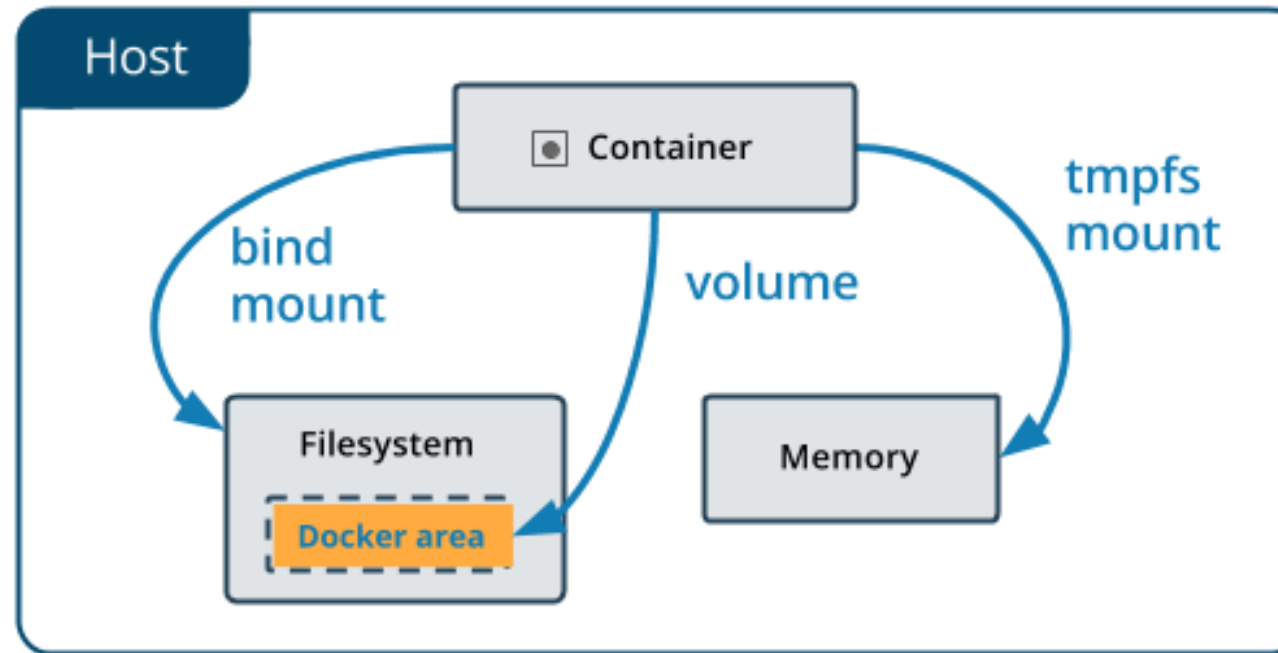 Host
Container
tmpfs
mount
bind
mount
volume
Filesystem
Memory
Docker area